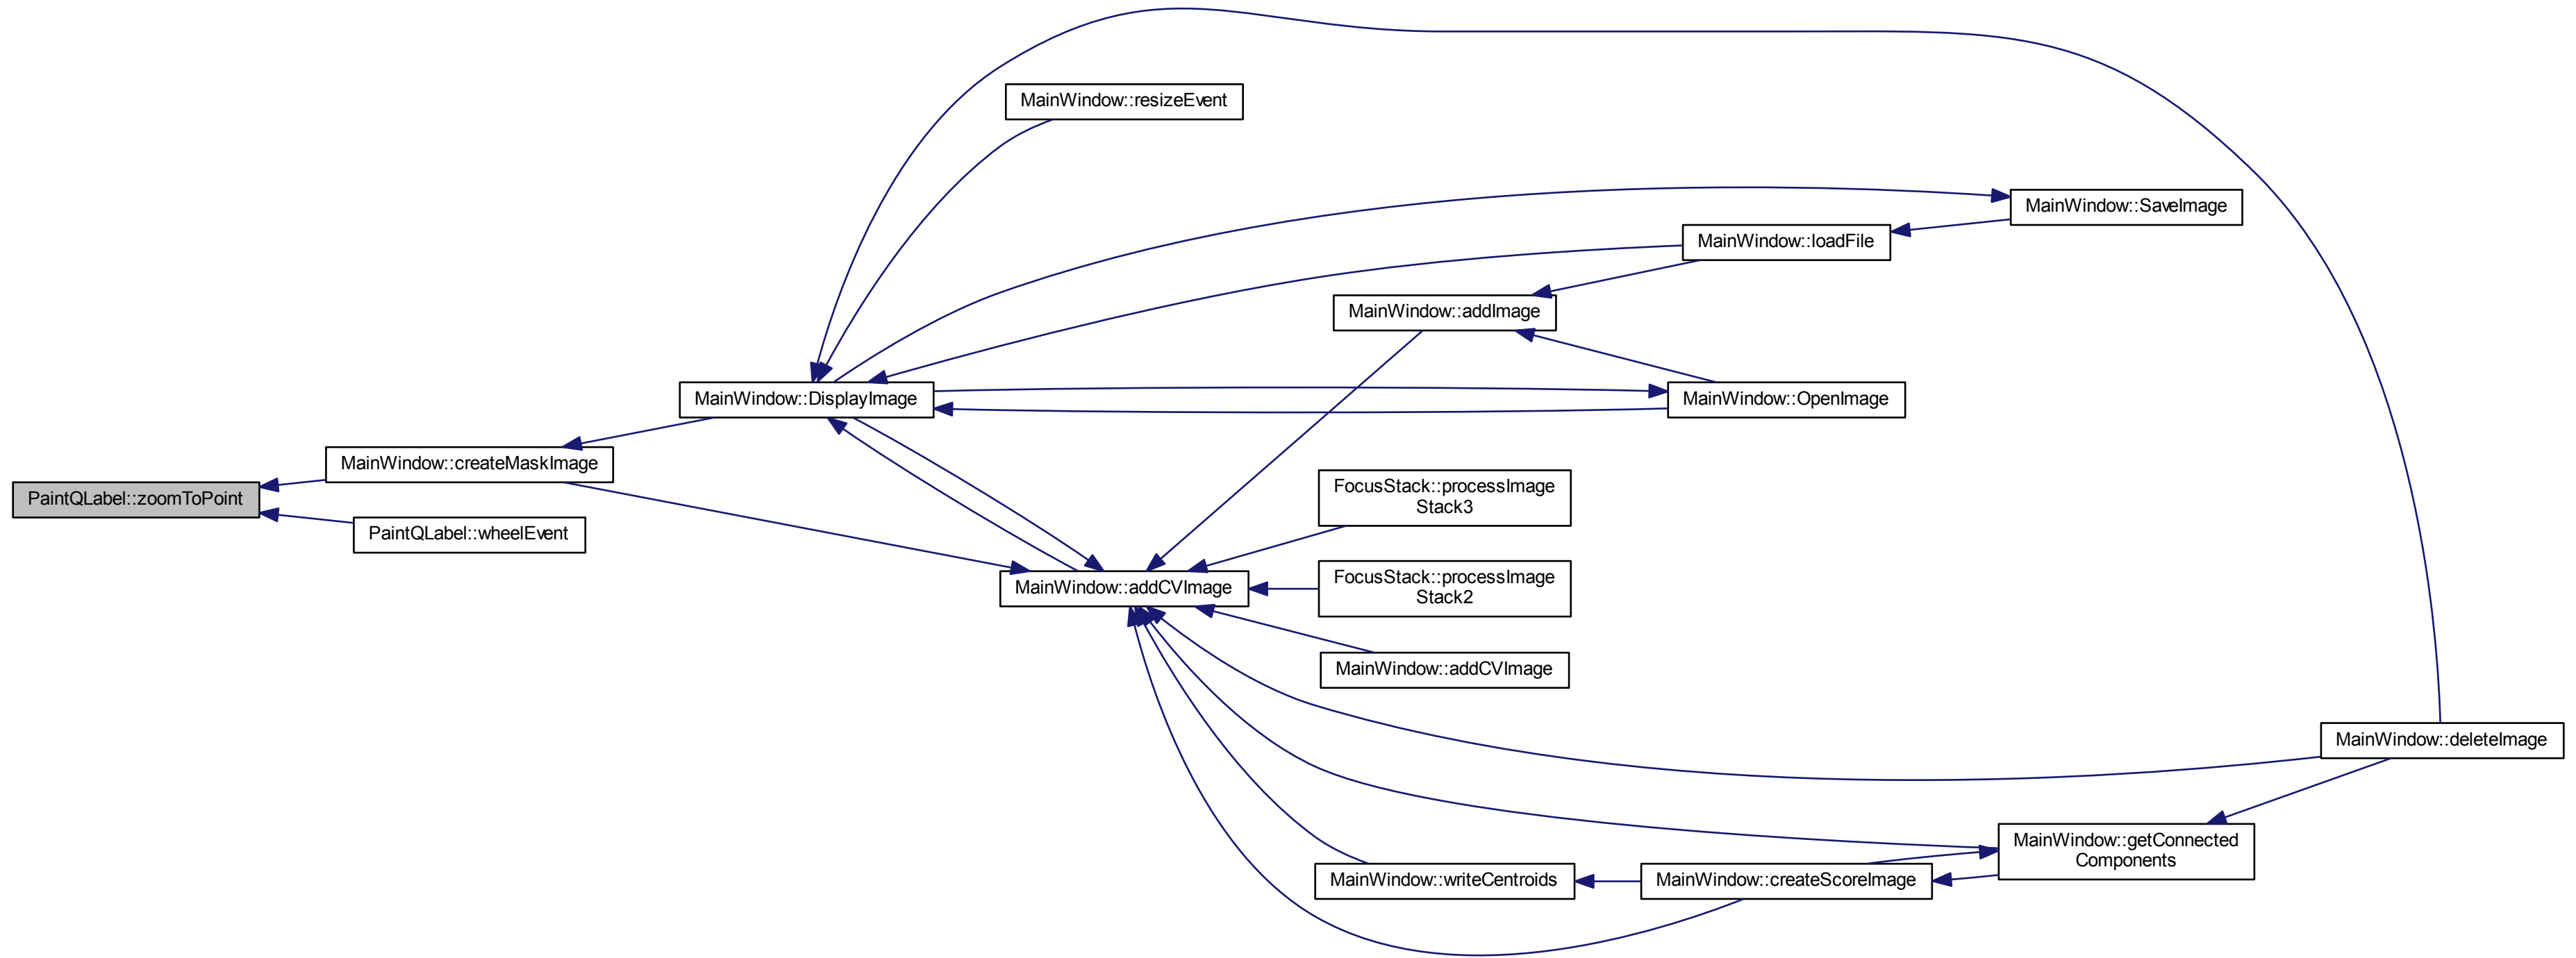 MainWindow::resizeEvent
MainWindow::SaveImage
MainWindow::loadFile
MainWindow::addImage
MainWindow::DisplayImage
MainWindow::OpenImage
MainWindow::createMaskImage
PaintQLabel::zoomToPoint
FocusStack::processImage
Stack3
PaintQLabel::wheelEvent
MainWindow::addCVImage
FocusStack::processImage
Stack2
MainWindow::addCVImage
MainWindow::deleteImage
MainWindow::getConnected
Components
MainWindow::writeCentroids
MainWindow::createScoreImage